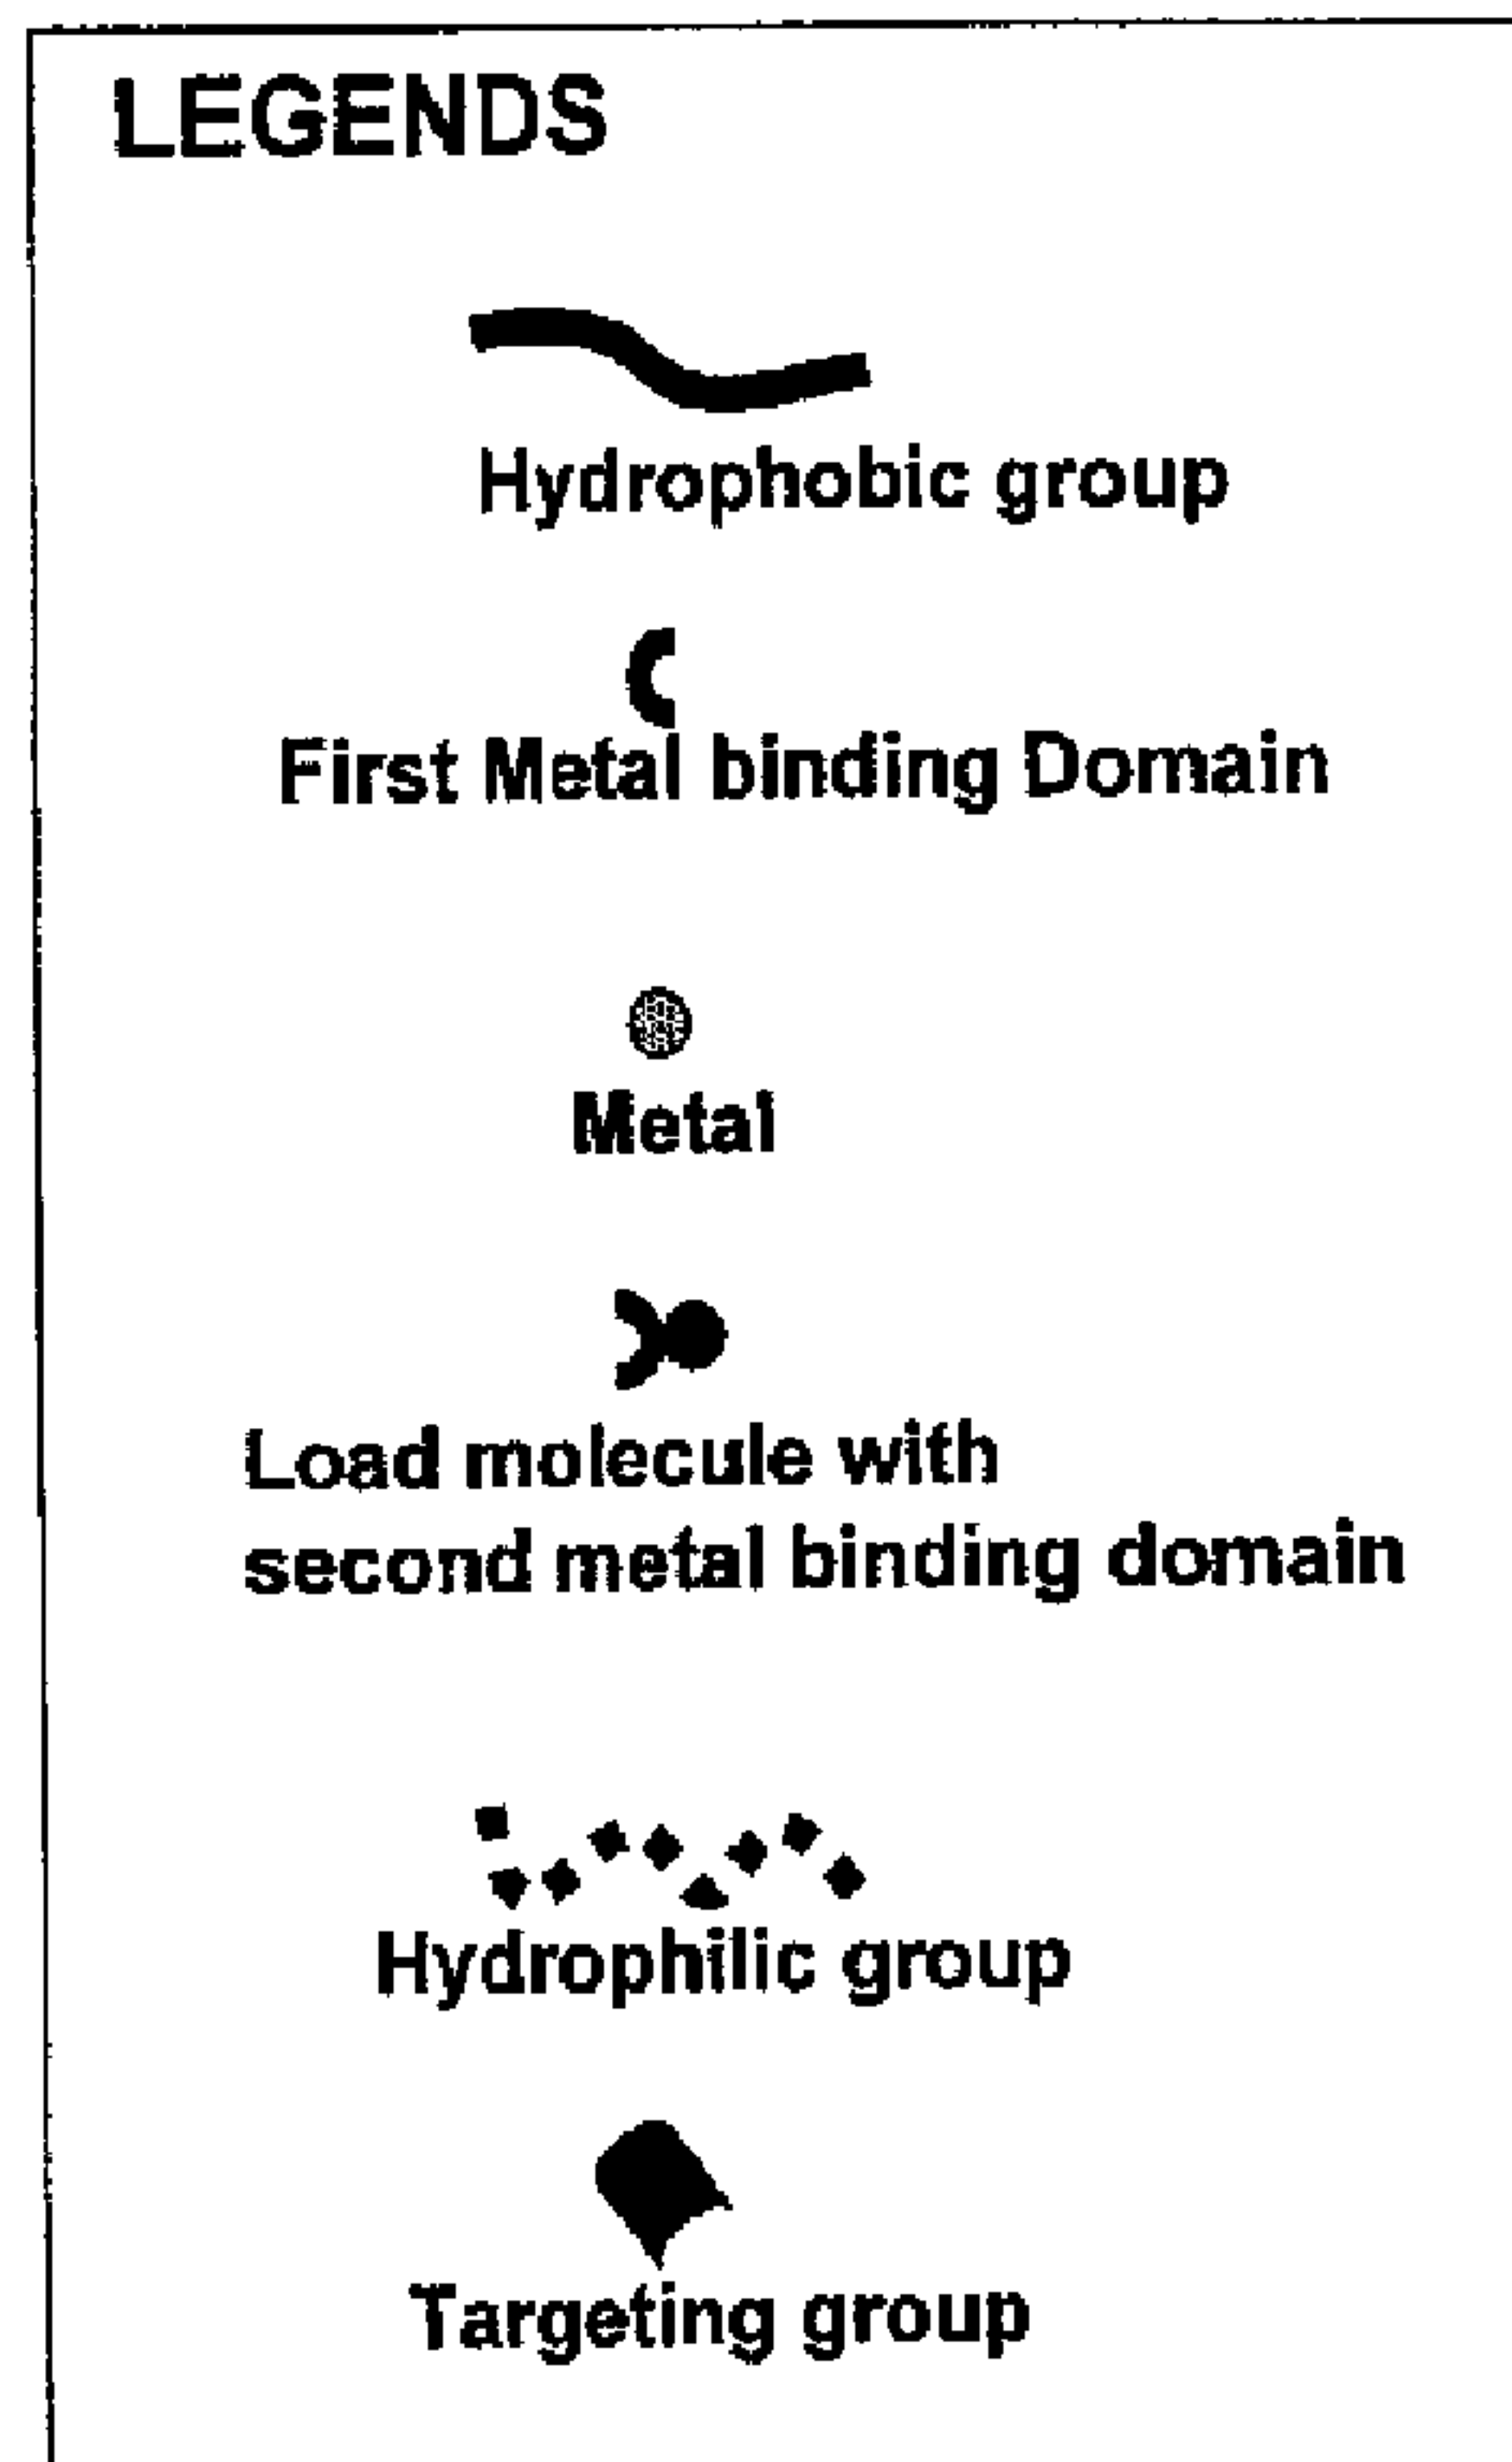 LEGENDS
Hydrophobic group
First Metal binding Domain
Metal
Load molecule with
second metal binding domain
Hydrophilic group
Targeting group